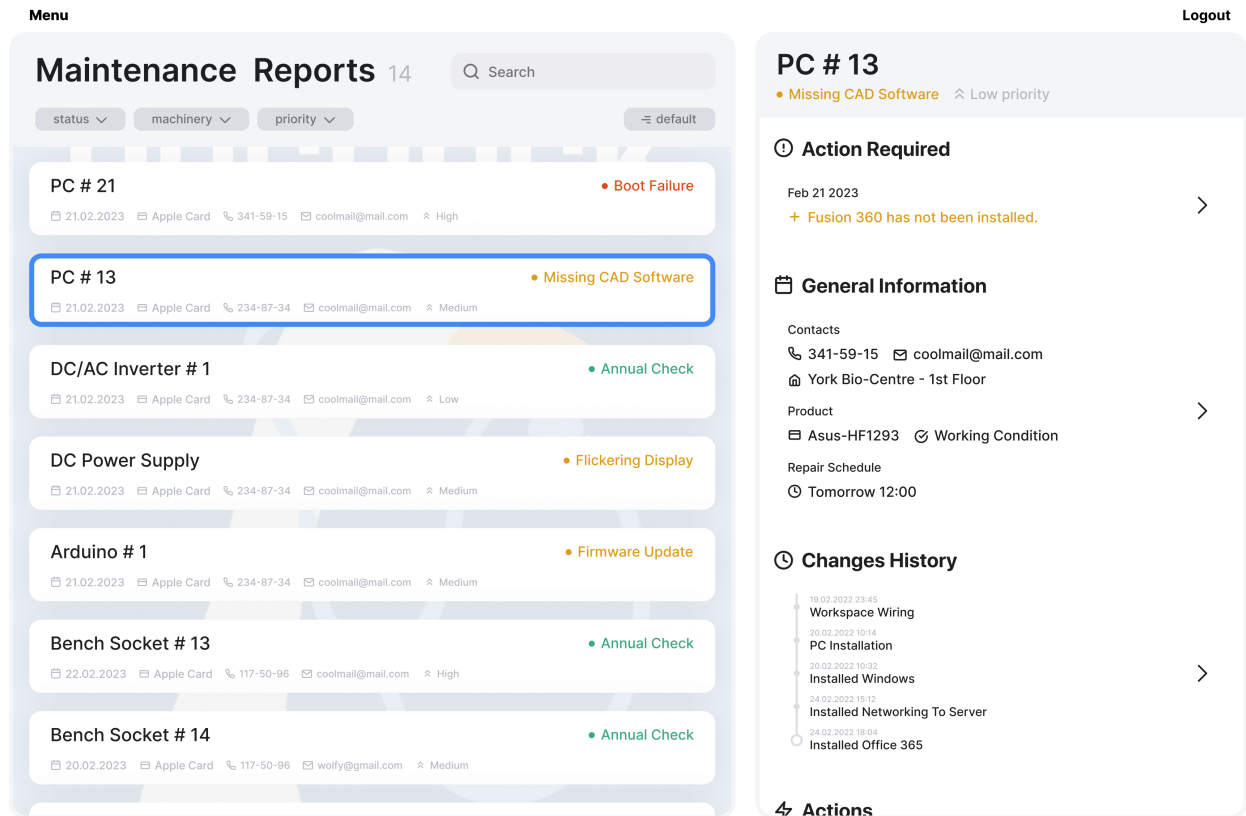 Menu
Logout
Maintenance Reports 14
Search
status
machinery
priority
default
PC # 21
Boot Failure
21.02.2023 Apple Card 341-59-15 coolmail@mail.com High
PC # 13
Missing CAD Software
21.02.2023 Apple Card 234-87-34 coolmail@mail.com Medium
DC/AC Inverter # 1
Annual Check
21.02.2023 Apple Card 234-87-34 coolmail@mail.com Low
DC Power Supply
Flickering Display
21.02.2023 Apple Card 234-87-34 coolmail@mail.com Medium
Arduino # 1
Firmware Update
21.02.2023 Apple Card 234-87-34 coolmail@mail.com Medium
Bench Socket # 13
Annual Check
22.02.2023 Apple Card 117-50-96 coolmail@mail.com High
Bench Socket # 14
Annual Check
20.02.2023 Apple Card 117-50-96 wolfy@gmail.com Medium
PC # 13
Missing CAD Software Low priority
Action Required
Feb 21 2023
+ Fusion 360 has not been installed.
General Information
Contacts
341-59-15 coolmail@mail.com
York Bio-Centre - 1st Floor
Product
Asus-HF1293 Working Condition
Repair Schedule
Tomorrow 12:00
Changes History
19.02.2022 23:45
Workspace Wiring
20.02.2022 10:14
PC Installation
20.02.2022 10:32
Installed Windows
24.02.2022 15:12
Installed Networking To Server
24.02.2022 18:04
Installed Office 365
Actions